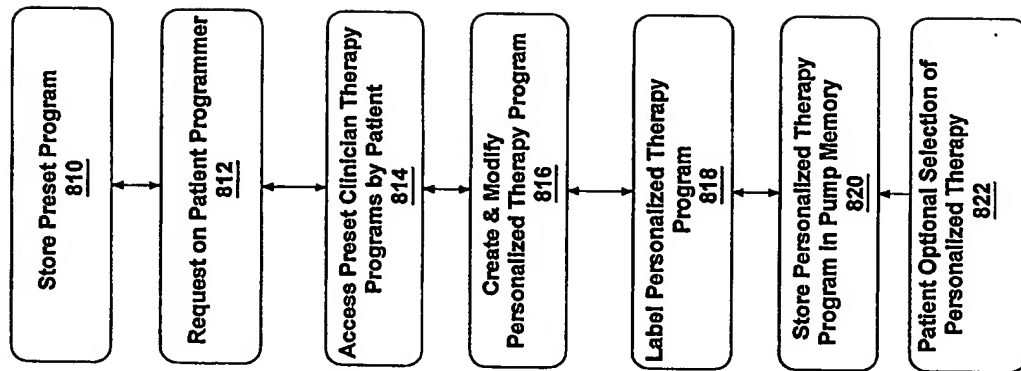 Store Preset Program
810
Request on Patient Programmer
812
Access Preset Clinician Therapy
Programs by Patient
814
Create & Modify
Personalized Therapy Program
816
Label Personalized Therapy
Program
818
Store Personalized Therapy
Program in Pump Memory
820
Patient Optional Selection of
Personalized Therapy
822